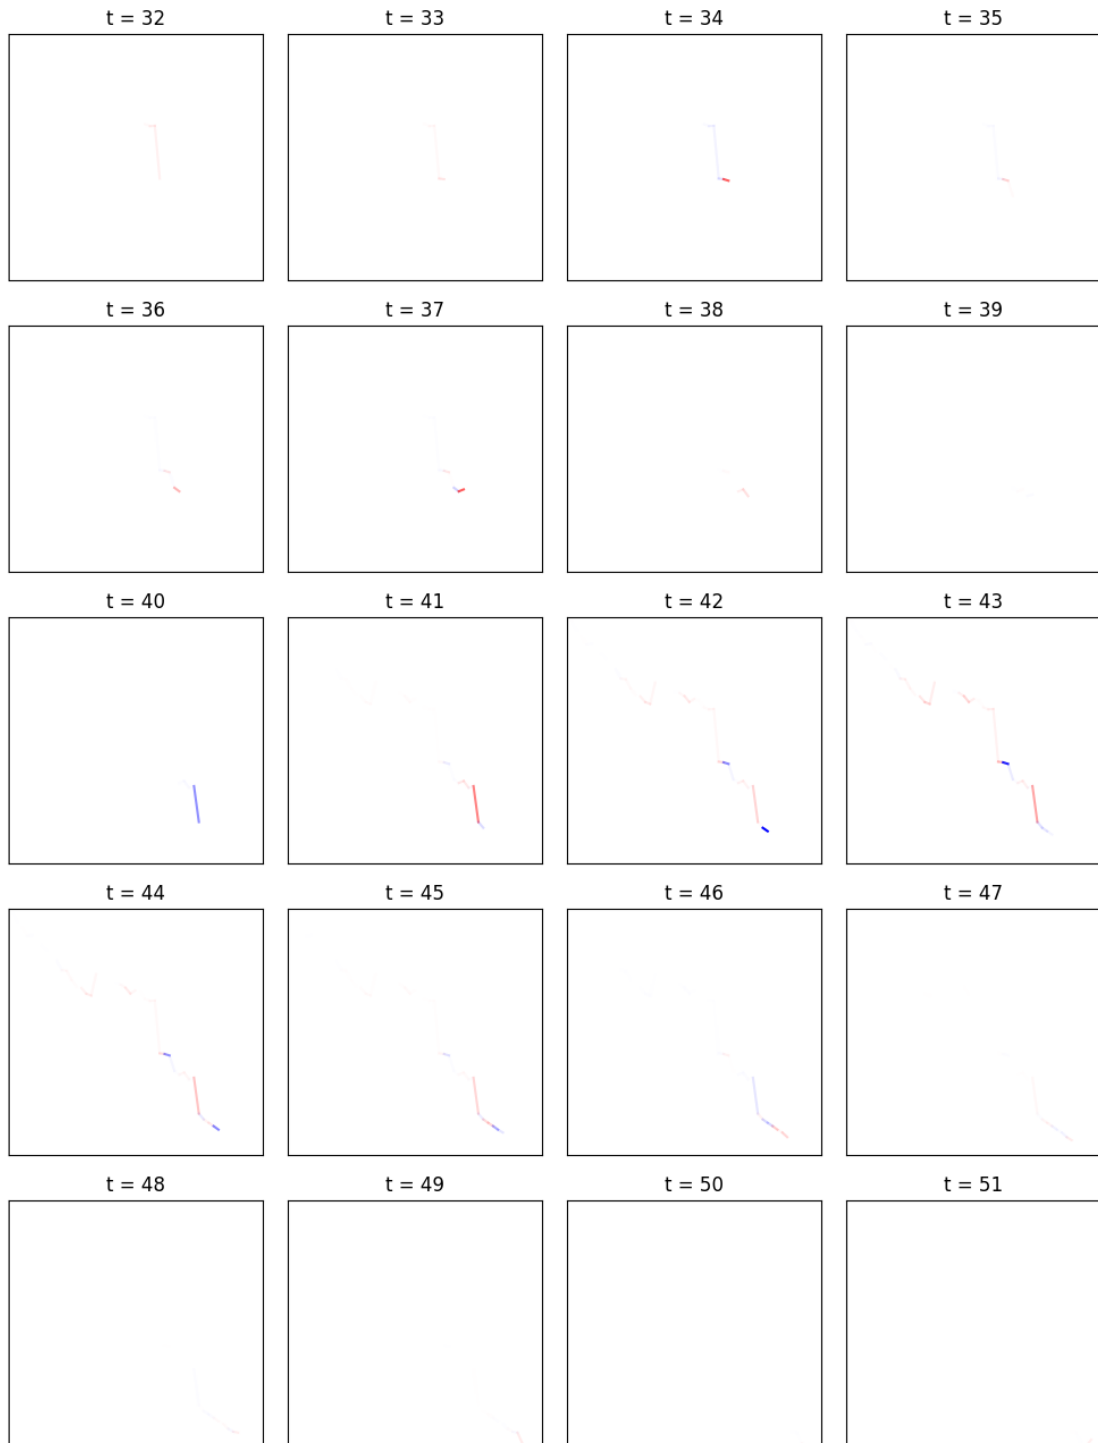 t = 32 t = 33 t = 34 t = 35
t = 36 t = 37 t = 38 t = 39
t = 40 t = 41 t = 42 t = 43
t = 44 t = 45 t = 46 t = 47
t = 48 t = 49 t = 50 t = 51